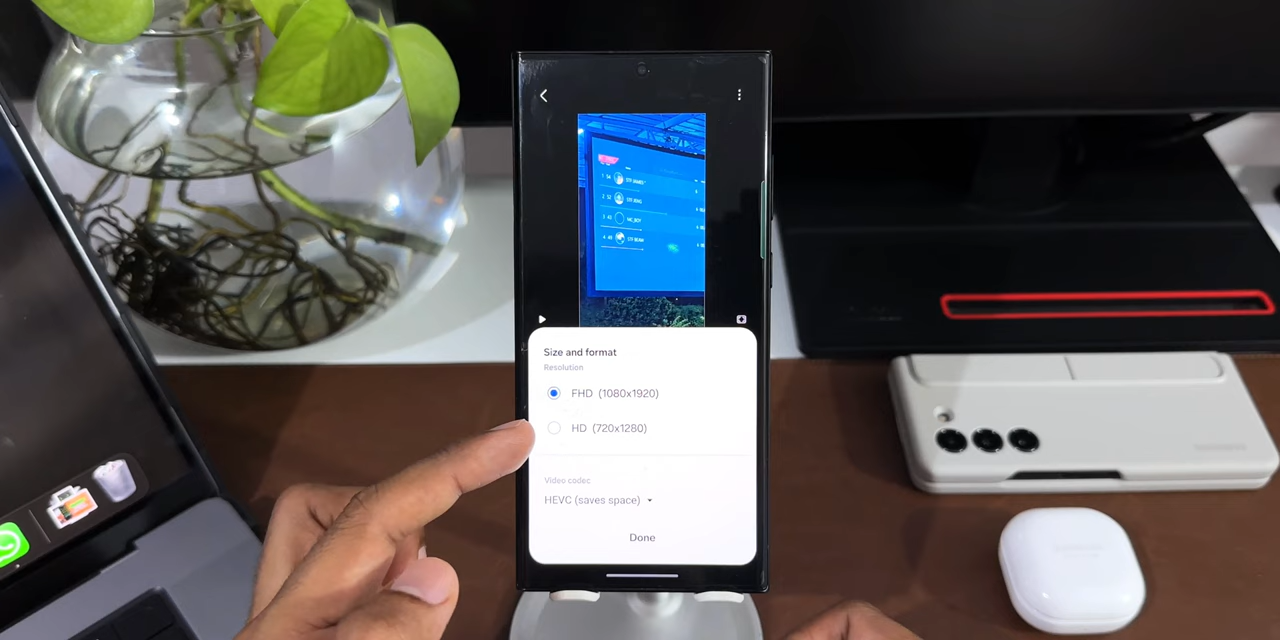 Size and format
Resolution
FHD (1080x1920)
HD (720x1280)
Video codec
HEVC (saves space)
Done